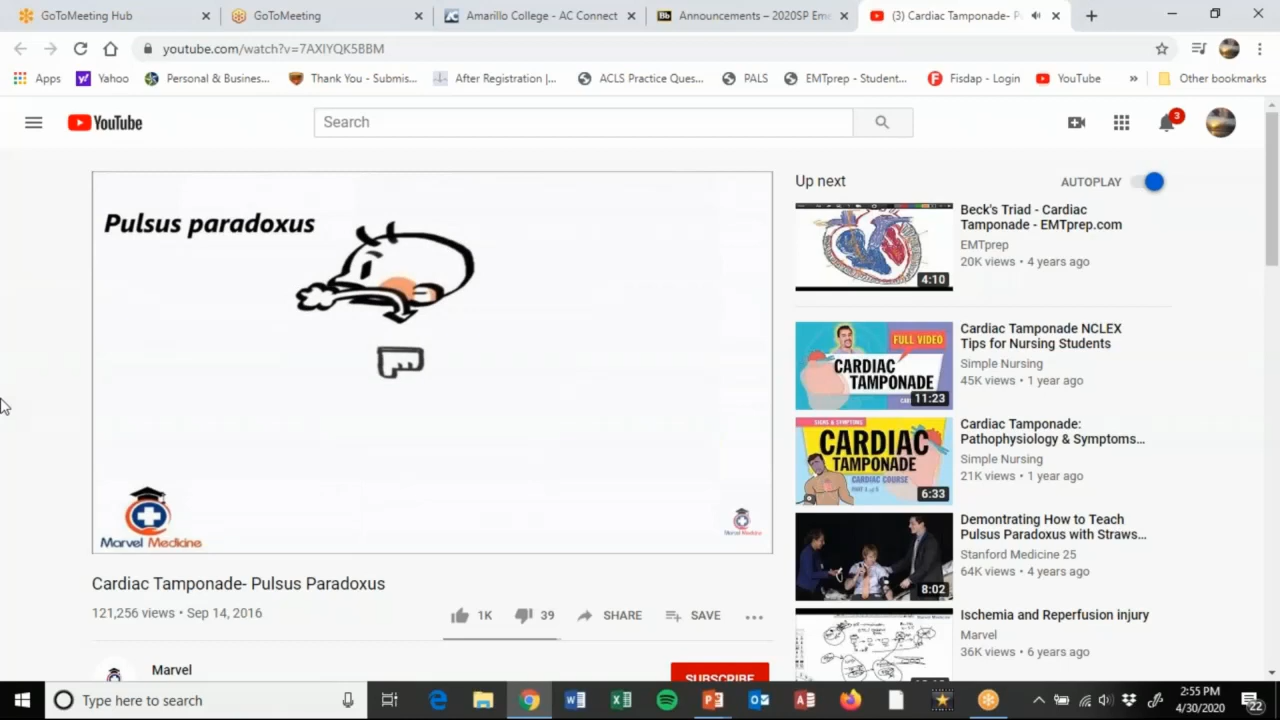 GoToMeeting Hub
GoToMeeting
Amarillo College - AC Connect
Bb Announcements – 2020SP Eme
(3) Cardiac Tamponade- P
youtube.com/watch?v=7AXIYQK5BBM
Apps
Yahoo
Personal & Busines...
Thank You - Submis...
After Registration |...
ACLS Practice Ques...
PALS
EMTprep - Student...
Fisdap - Login
YouTube
»
Other bookmarks
YouTube
Search
3
Pulsus paradoxus
Marvel Medicine
Cardiac Tamponade- Pulsus Paradoxus
121,256 views • Sep 14, 2016
1K
39
SHARE
SAVE
Marvel
SUBSCRIBE
Up next
AUTOPLAY
4:10
Beck's Triad - Cardiac
Tamponade - EMTprep.com
EMTprep
20K views • 4 years ago
FULL VIDEO
CARDIAC
TAMPONADE
11:23
Cardiac Tamponade NCLEX
Tips for Nursing Students
Simple Nursing
45K views • 1 year ago
SIGNS & SYMPTOMS
CARDIAC
TAMPONADE
CARDIAC COURSE
6:33
Cardiac Tamponade:
Pathophysiology & Symptoms...
Simple Nursing
21K views • 1 year ago
8:02
Demontrating How to Teach
Pulsus Paradoxus with Straws...
Stanford Medicine 25
64K views • 4 years ago
Ischemia and Reperfusion injury
Marvel
36K views • 6 years ago
Type here to search
2:55 PM
4/30/2020
22